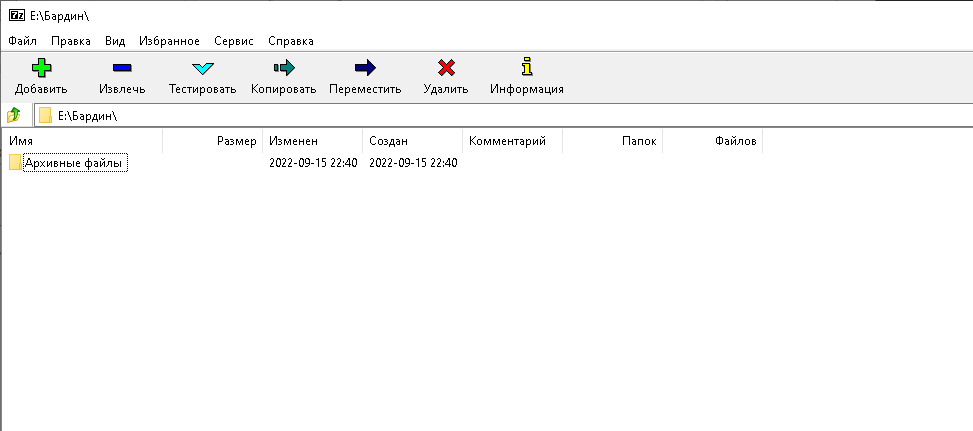 7z E:\Бардин\
Файл Правка Вид Избранное Сервис Справка
Добавить Извлечь Тестировать Копировать Переместить Удалить Информация
E:\Бардин\
Имя Размер Изменен Создан Комментарий Папок Файлов
Архивные файлы 2022-09-15 22:40 2022-09-15 22:40